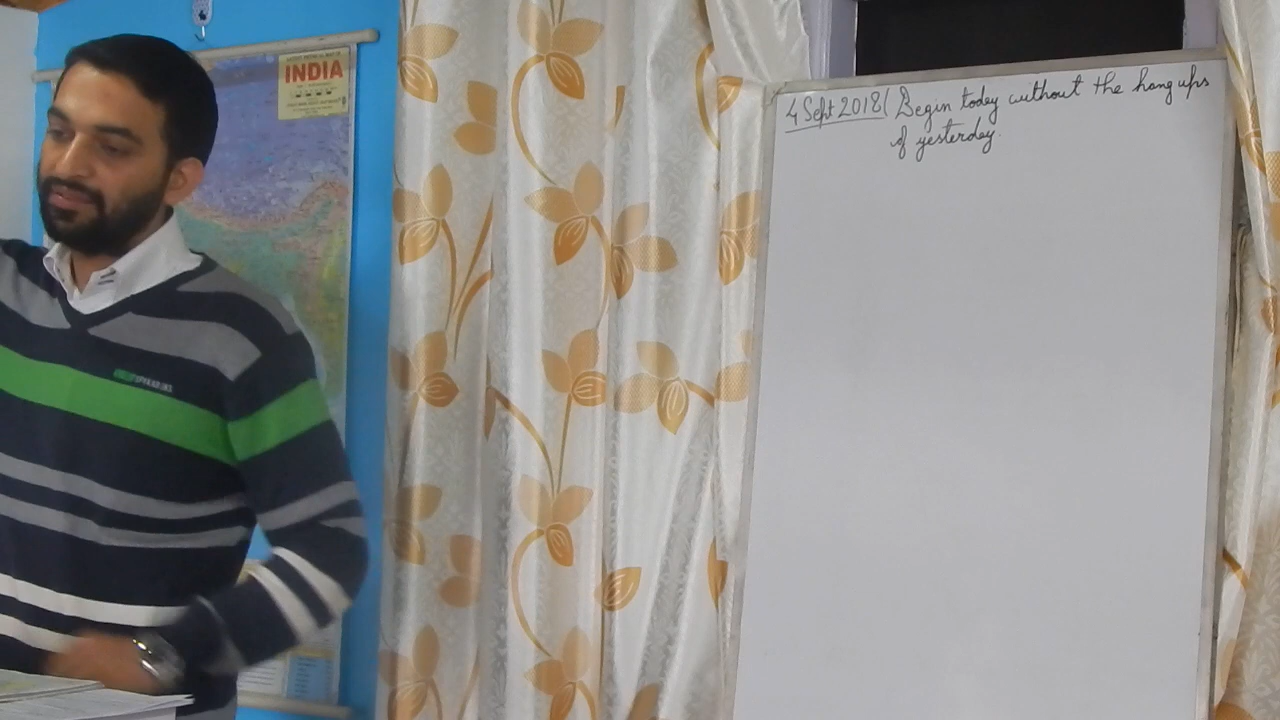 INDIA
4 Sept 2018( Begin today without the hang ups
of yesterday.